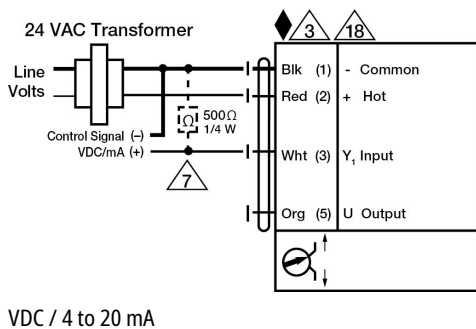 24 VAC Transformer
Line
Volts
Control Signal (–)
VDC/mA (+)
Ω
500Ω
1/4 W
7
3
18
Blk (1) - Common
Red (2) + Hot
Wht (3) Y₁ Input
Org (5) U Output
VDC / 4 to 20 mA